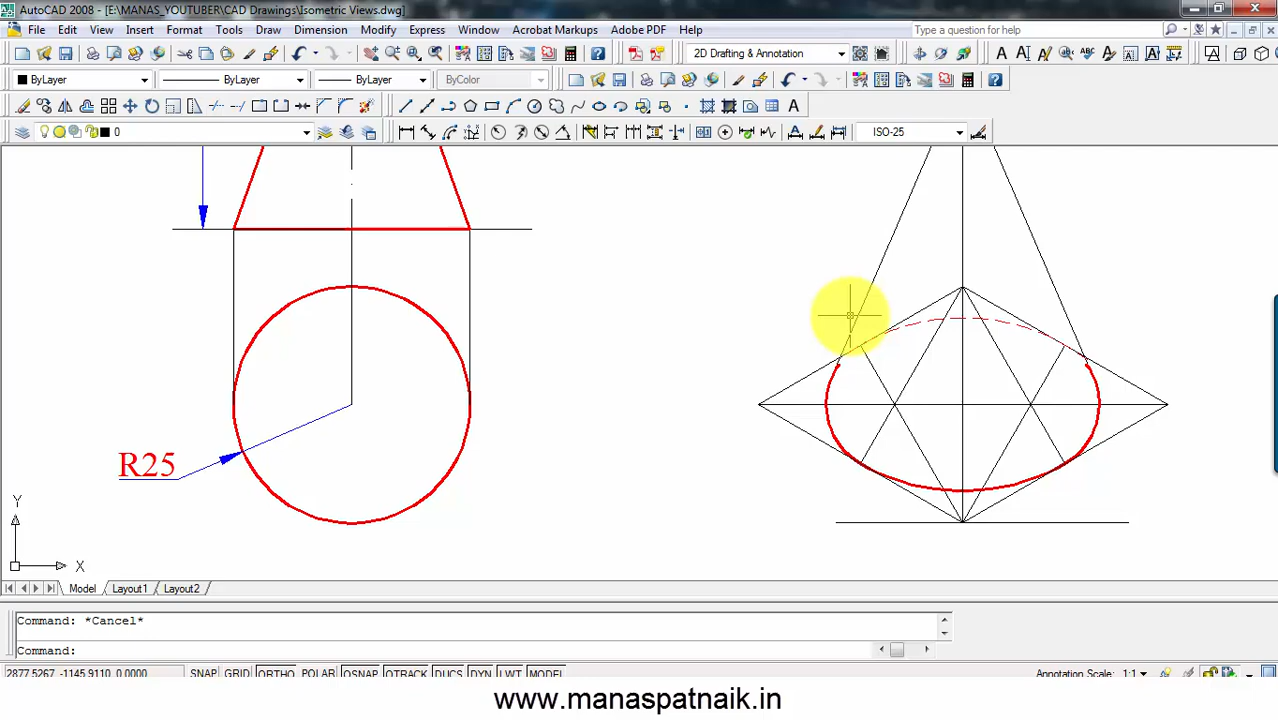 AutoCAD 2008 - [E:\MANAS_YOUTUBER\CAD Drawings\Isometric Views.dwg]
File Edit View Insert Format Tools Draw Dimension Modify Express Window Acrobat Markups Adobe PDF Help Type a question for help
2D Drafting & Annotation
ByLayer ByLayer ByLayer ByColor
0 ISO-25
R25
Y
X
Model Layout1 Layout2
Command: *Cancel*
Command:
2877.5267, -1145.9110, 0.0000 SNAP GRID ORTHO POLAR OSNAP OTRACK DUCS DYN LWT MODEL Annotation Scale: 1:1
www.manaspatnaik.in